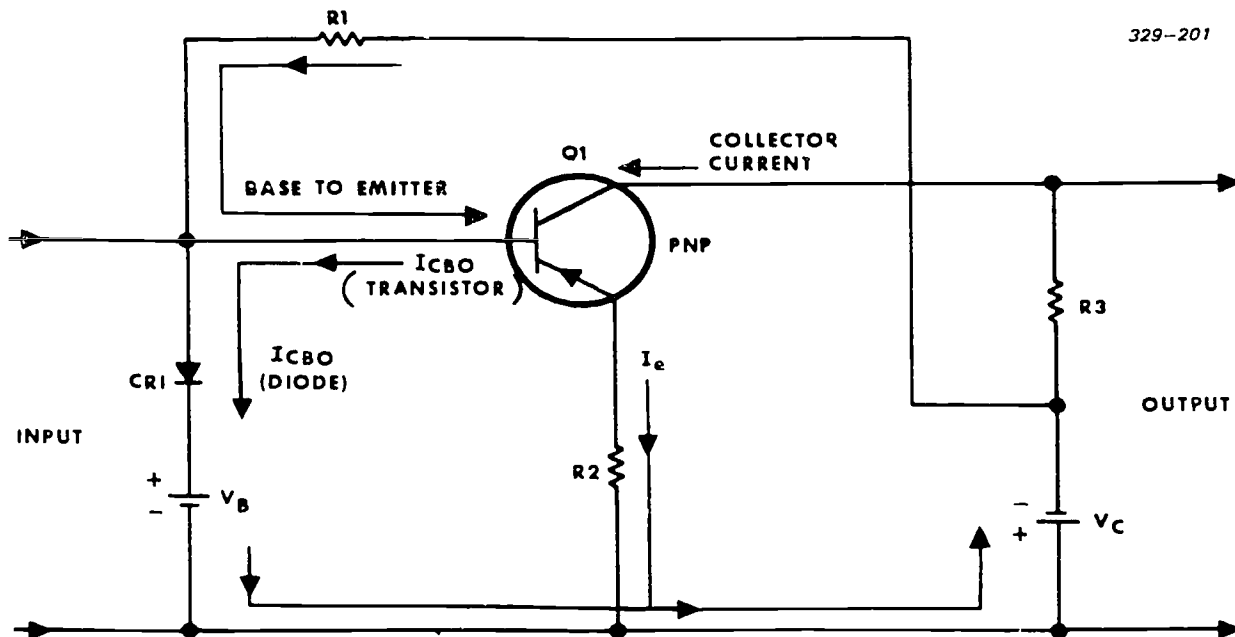 R1
329-201
Q1
COLLECTOR
CURRENT
BASE TO EMITTER
PNP
ICBO
( TRANSISTOR )
R3
ICBO
(DIODE)
Ie
CR1
INPUT
OUTPUT
R2
+
VB
-
-
VC
+